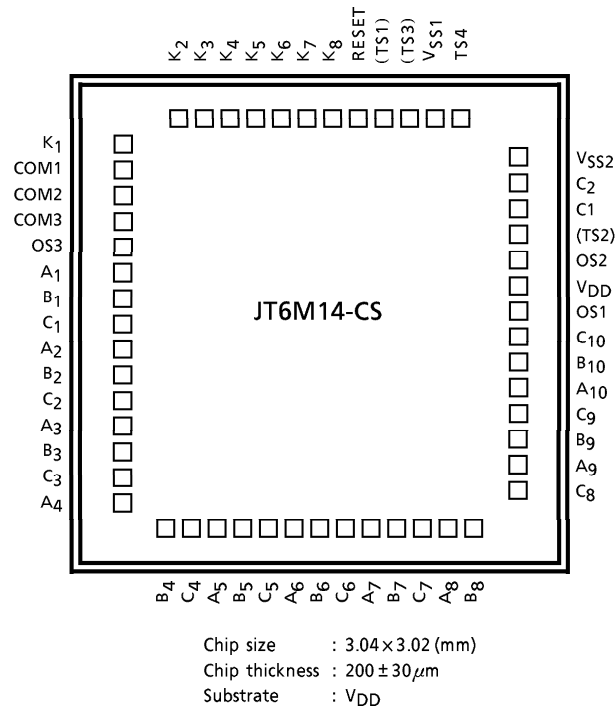 K2 K3 K4 K5 K6 K7 K8 RESET (TS1) (TS3) VSS1 TS4
K1
COM1
COM2
COM3
OS3
A1
B1
C1
A2
B2
C2
A3
B3
C3
A4
JT6M14-CS
VSS2
C2
C1
(TS2)
OS2
VDD
OS1
C10
B10
A10
C9
B9
A9
C8
B4 C4 A5 B5 C5 A6 B6 C6 A7 B7 C7 A8 B8
Chip size : 3.04×3.02 (mm)
Chip thickness : 200±30μm
Substrate : VDD